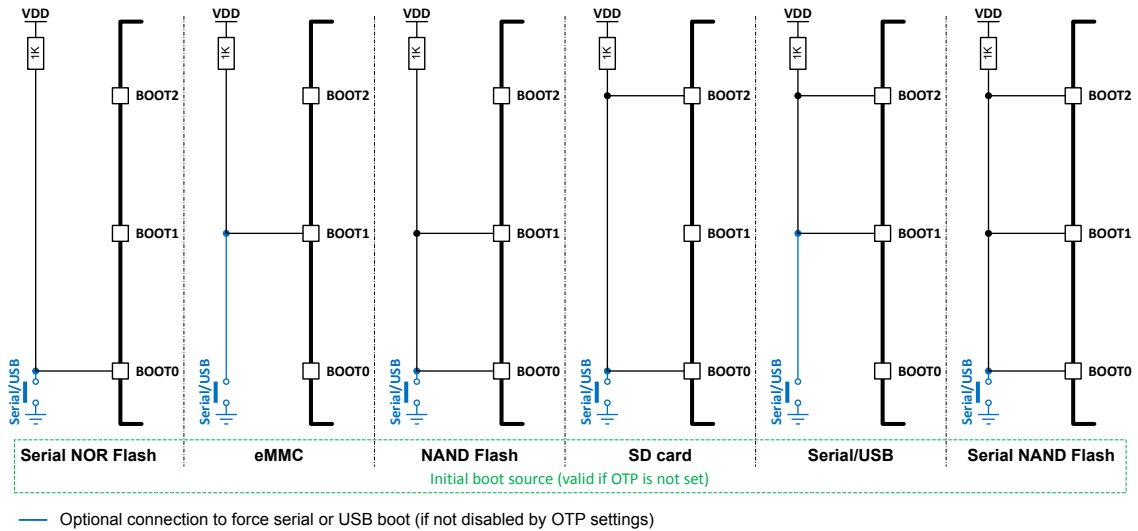 VDD VDD VDD VDD VDD VDD
1K 1K 1K 1K 1K 1K
BOOT2 BOOT2 BOOT2 BOOT2 BOOT2 BOOT2
BOOT1 BOOT1 BOOT1 BOOT1 BOOT1 BOOT1
Serial/USB Serial/USB Serial/USB Serial/USB Serial/USB Serial/USB
BOOT0 BOOT0 BOOT0 BOOT0 BOOT0 BOOT0
Serial NOR Flash eMMC NAND Flash SD card Serial/USB Serial NAND Flash
Initial boot source (valid if OTP is not set)
Optional connection to force serial or USB boot (if not disabled by OTP settings)